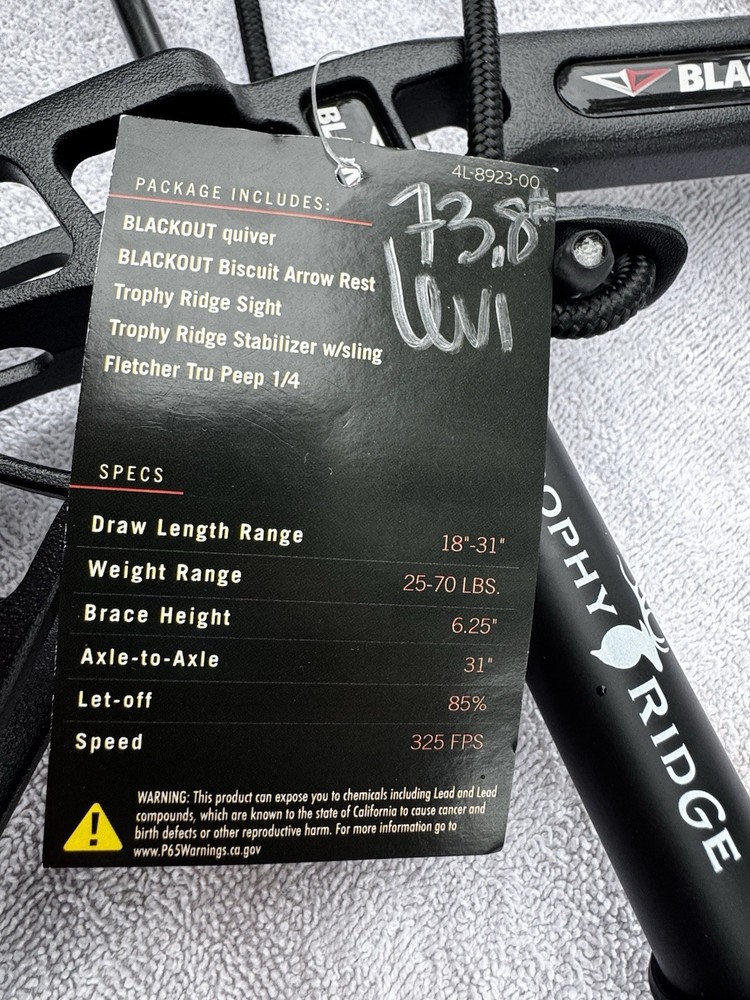 BLA
BL
4L-8923-00
PACKAGE INCLUDES:
73.8#
Levi
BLACKOUT quiver
BLACKOUT Biscuit Arrow Rest
Trophy Ridge Sight
Trophy Ridge Stabilizer w/sling
Fletcher Tru Peep 1/4
SPECS
Draw Length Range 18"-31"
Weight Range 25-70 LBS.
Brace Height 6.25"
Axle-to-Axle 31"
Let-off 85%
Speed 325 FPS
WARNING: This product can expose you to chemicals including Lead and Lead
compounds, which are known to the state of California to cause cancer and
birth defects or other reproductive harm. For more information go to
www.P65Warnings.ca.gov
OPHY
RIDGE